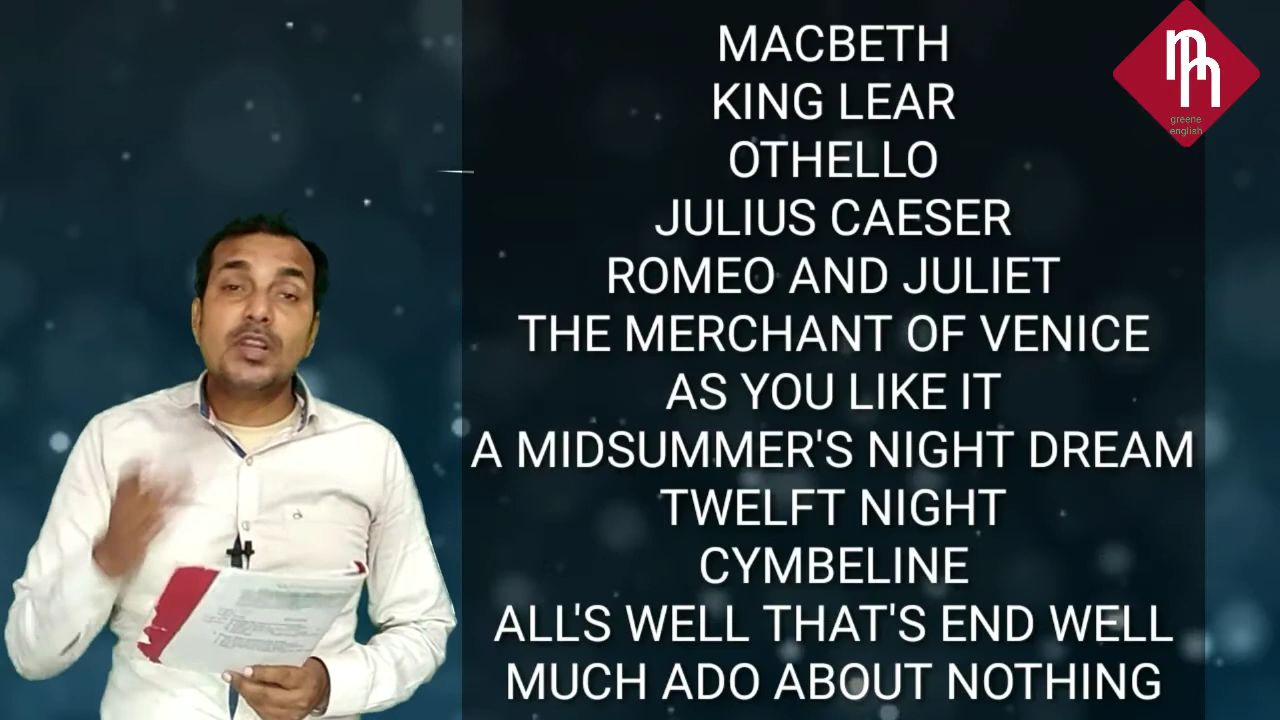 MACBETH
KING LEAR
OTHELLO
JULIUS CAESER
ROMEO AND JULIET
THE MERCHANT OF VENICE
AS YOU LIKE IT
A MIDSUMMER'S NIGHT DREAM
TWELFT NIGHT
CYMBELINE
ALL'S WELL THAT'S END WELL
MUCH ADO ABOUT NOTHING
greene
english